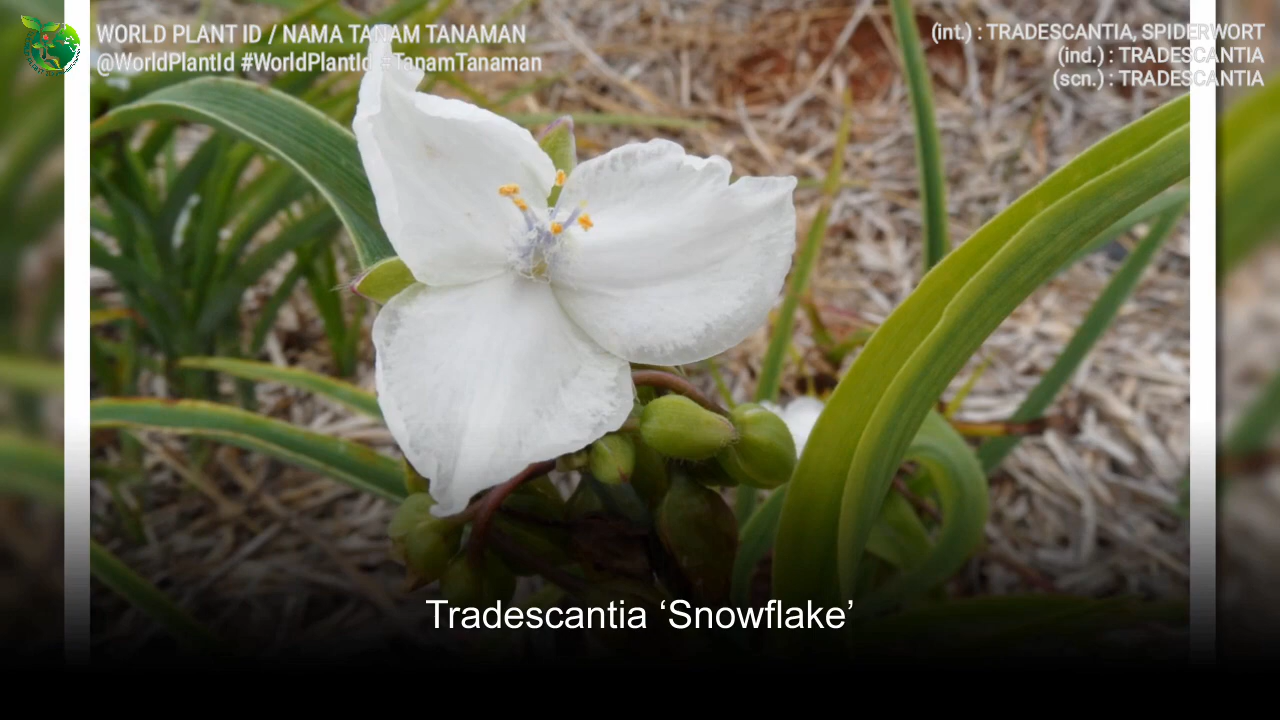 WORLD PLANT ID / NAMA TANAM TANAMAN
@WorldPlantId #WorldPlantId #TanamTanaman
(int.) : TRADESCANTIA, SPIDERWORT
(ind.) : TRADESCANTIA
(scn.) : TRADESCANTIA
Tradescantia ‘Snowflake’